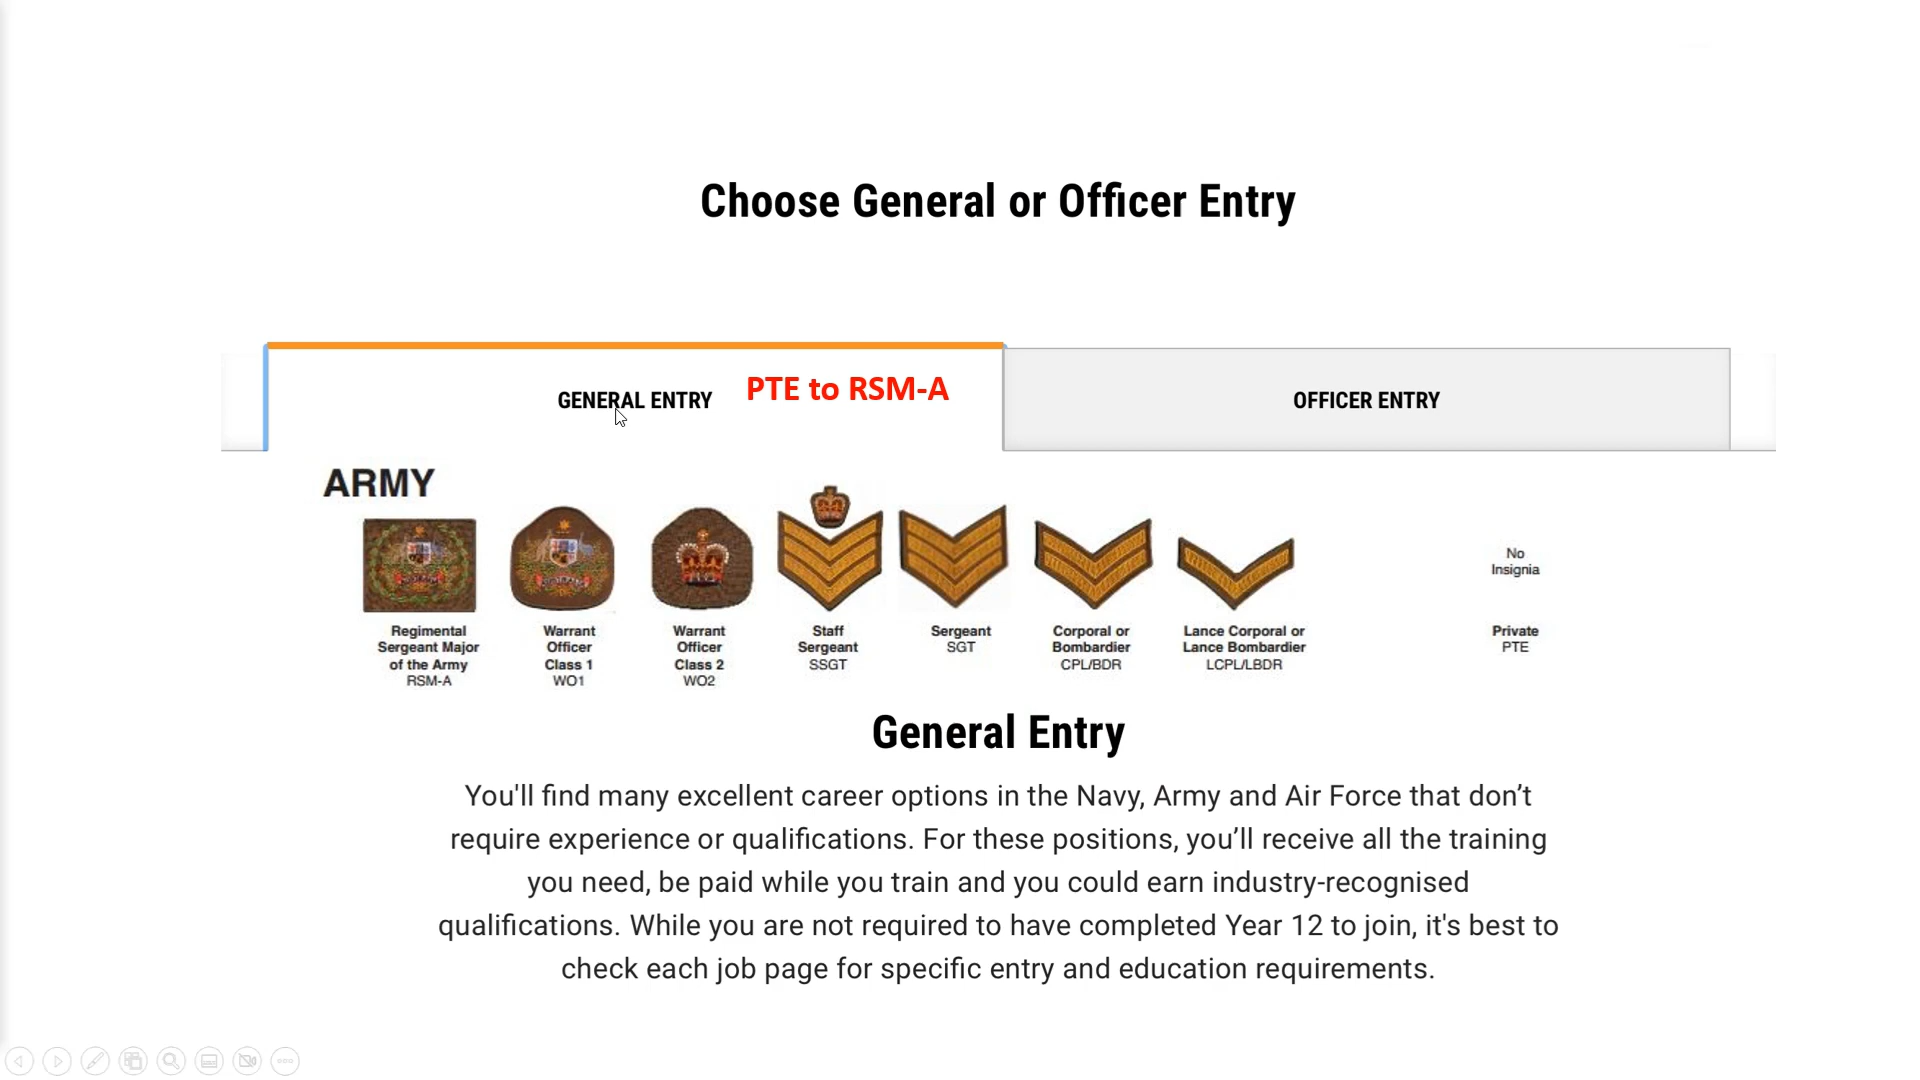 Choose General or Officer Entry
GENERAL ENTRY
PTE to RSM-A
OFFICER ENTRY
ARMY
No
Insignia
Regimental
Sergeant Major
of the Army
RSM-A
Warrant
Officer
Class 1
WO1
Warrant
Officer
Class 2
WO2
Staff
Sergeant
SSGT
Sergeant
SGT
Corporal or
Bombardier
CPL/BDR
Lance Corporal or
Lance Bombardier
LCPL/LBDR
Private
PTE
General Entry
You'll find many excellent career options in the Navy, Army and Air Force that don’t
require experience or qualifications. For these positions, you’ll receive all the training
you need, be paid while you train and you could earn industry-recognised
qualifications. While you are not required to have completed Year 12 to join, it's best to
check each job page for specific entry and education requirements.